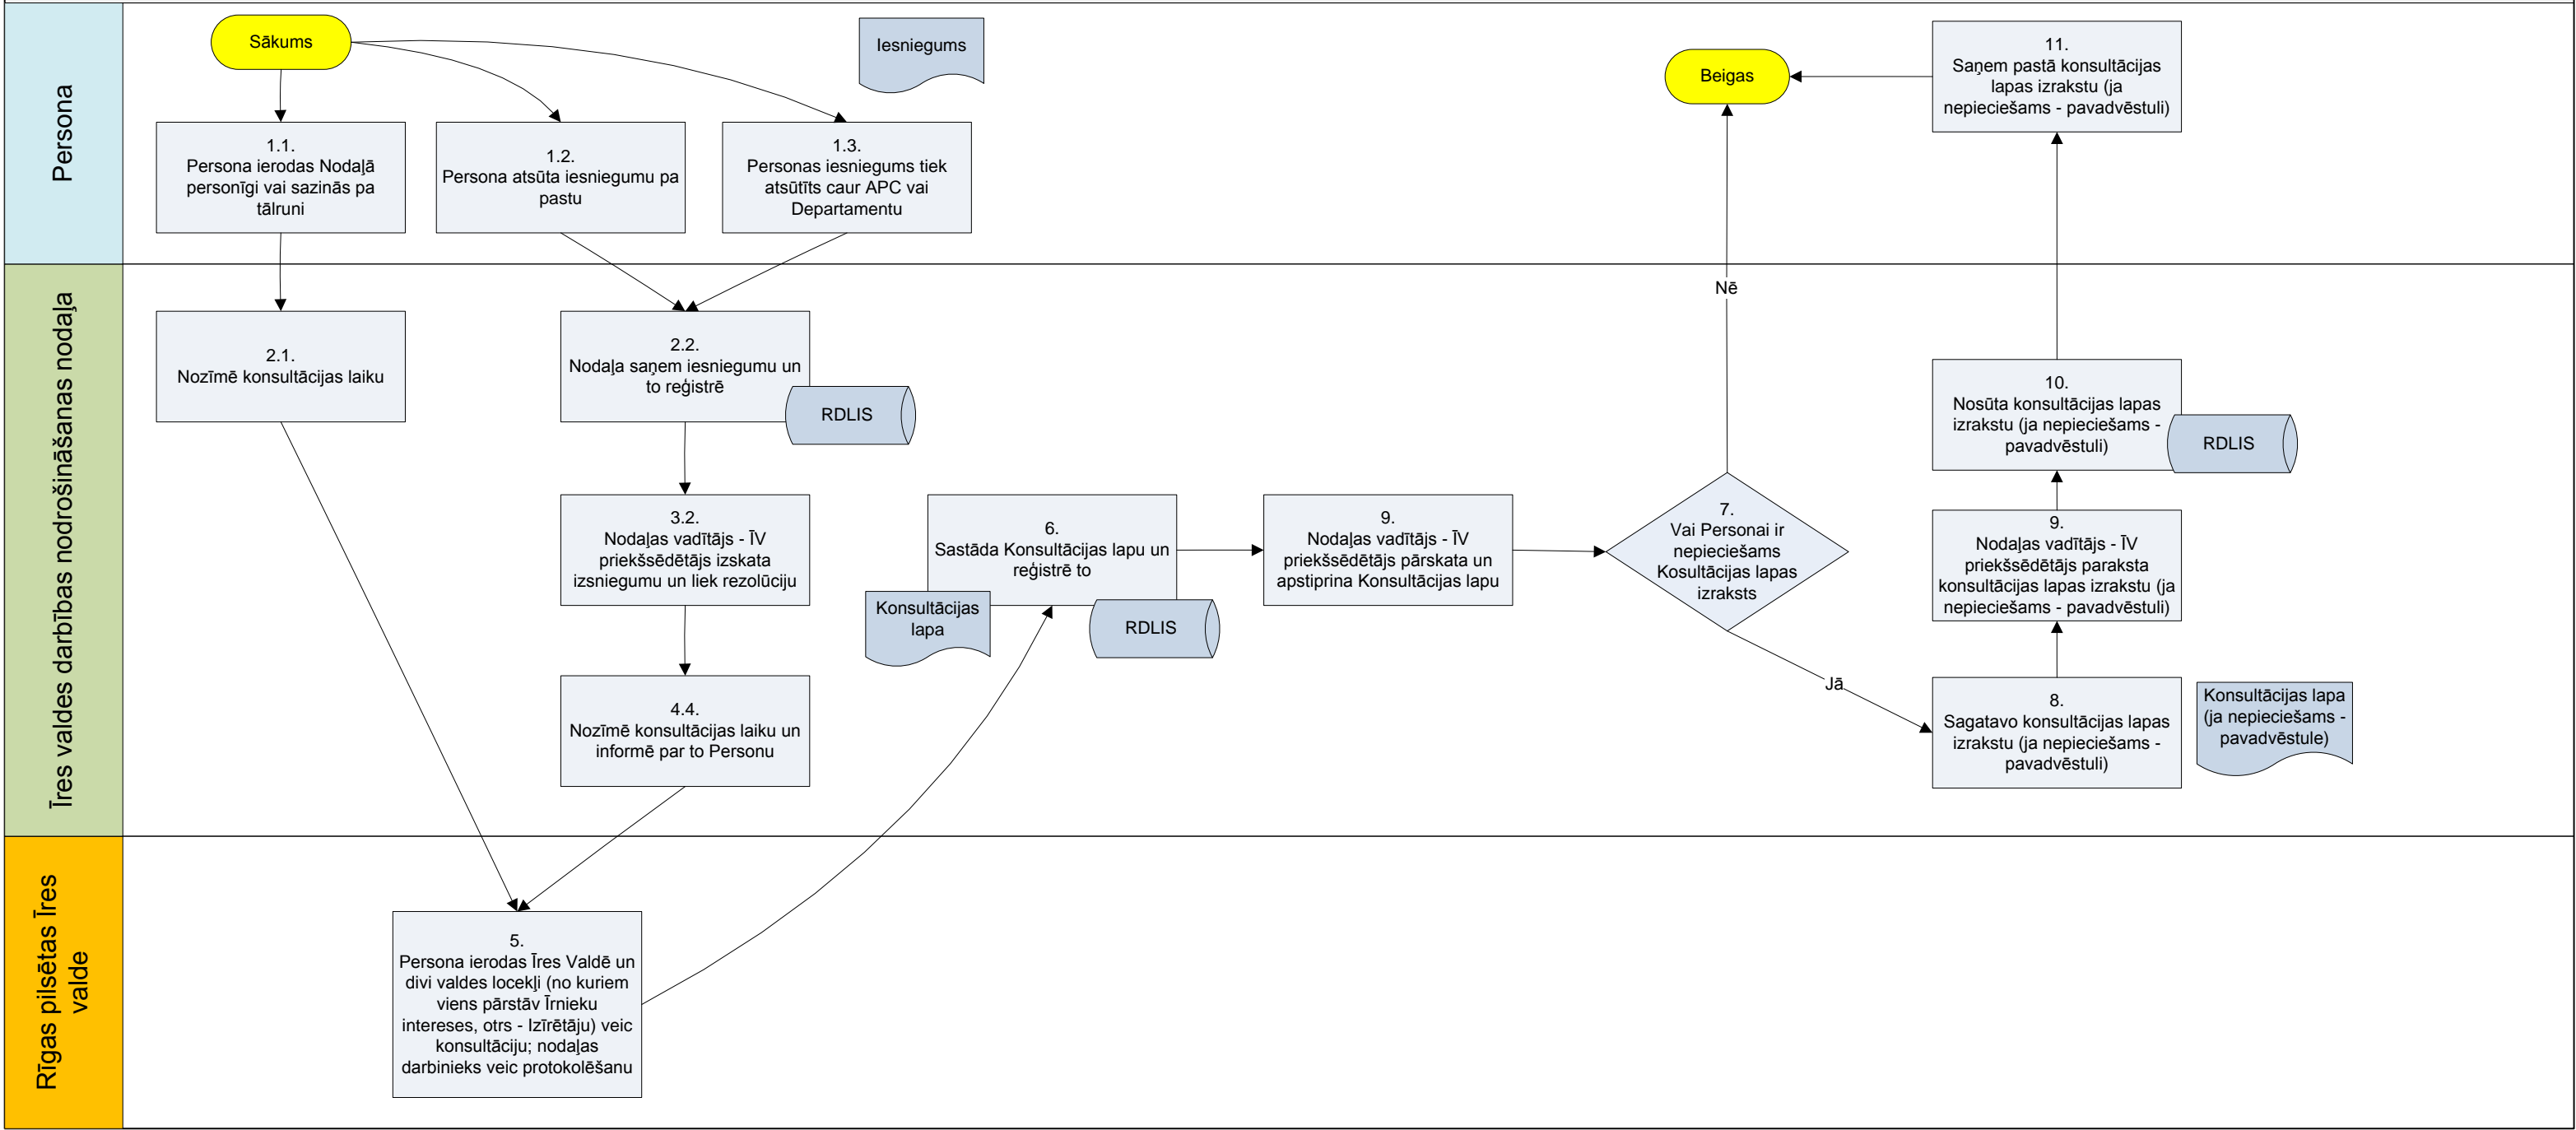 Persona
Sākums
Iesniegums
1.1.
Persona ierodas Nodaļā
personīgi vai sazinās pa
tālruni
1.2.
Persona atsūta iesniegumu pa
pastu
1.3.
Personas iesniegums tiek
atsūtīts caur APC vai
Departamentu
Beigas
11.
Saņem pastā konsultācijas
lapas izrakstu (ja
nepieciešams - pavadvēstuli)
Īres valdes darbības nodrošināšanas nodaļa
2.1.
Nozīmē konsultācijas laiku
2.2.
Nodaļa saņem iesniegumu un
to reģistrē
RDLIS
3.2.
Nodaļas vadītājs - ĪV
priekšsēdētājs izskata
izsniegumu un liek rezolūciju
4.4.
Nozīmē konsultācijas laiku un
informē par to Personu
6.
Sastāda Konsultācijas lapu un
reģistrē to
Konsultācijas
lapa
RDLIS
9.
Nodaļas vadītājs - ĪV
priekšsēdētājs pārskata un
apstiprina Konsultācijas lapu
Nē
7.
Vai Personai ir
nepieciešams
Kosultācijas lapas
izraksts
Jā
10.
Nosūta konsultācijas lapas
izrakstu (ja nepieciešams -
pavadvēstuli)
RDLIS
9.
Nodaļas vadītājs - ĪV
priekšsēdētājs paraksta
konsultācijas lapas izrakstu (ja
nepieciešams - pavadvēstuli)
8.
Sagatavo konsultācijas lapas
izrakstu (ja nepieciešams -
pavadvēstuli)
Konsultācijas lapa
(ja nepieciešams -
pavadvēstule)
Rīgas pilsētas Īres
valde
5.
Persona ierodas Īres Valdē un
divi valdes locekļi (no kuriem
viens pārstāv Īrnieku
intereses, otrs - Izīrētāju) veic
konsultāciju; nodaļas
darbinieks veic protokolēšanu